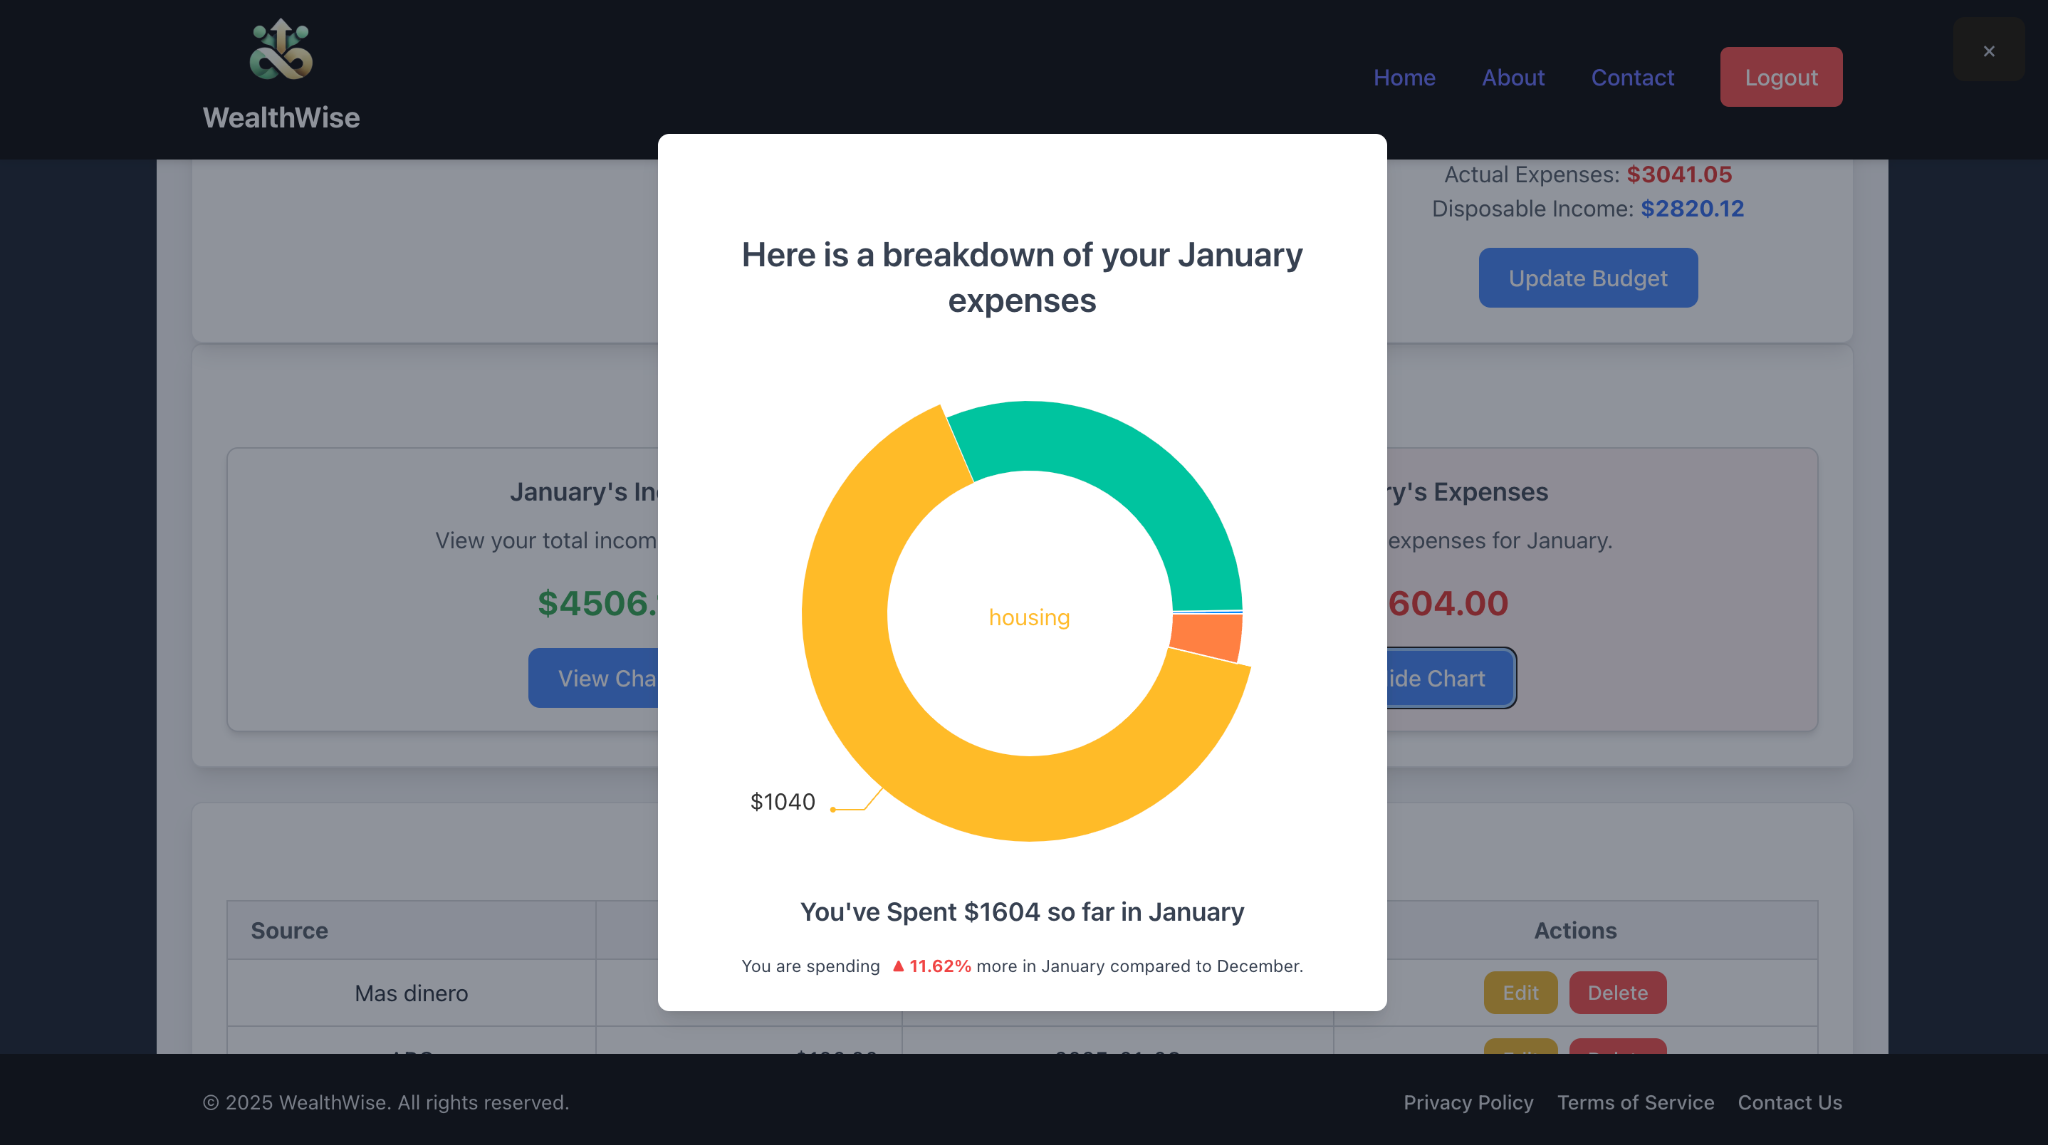 WealthWise
Home
About
Contact
Logout
×
Actual Expenses: $3041.05
Disposable Income: $2820.12
Update Budget
Here is a breakdown of your January
expenses
housing
$1040
You've Spent $1604 so far in January
You are spending ▲ 11.62% more in January compared to December.
January's In
View your total incom
$4506.
View Cha
ry's Expenses
expenses for January.
604.00
ide Chart
Source
Actions
Mas dinero
Edit
Delete
© 2025 WealthWise. All rights reserved.
Privacy Policy
Terms of Service
Contact Us